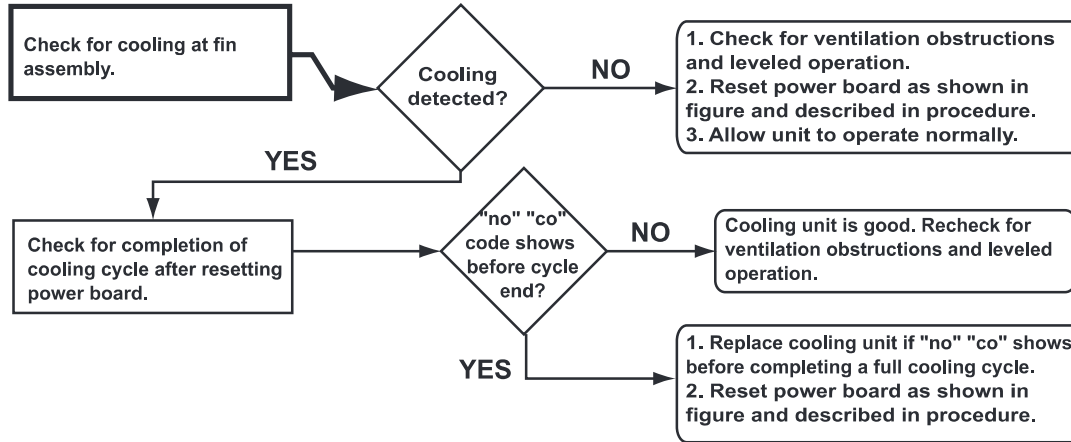 Check for cooling at fin
assembly.
Cooling
detected?
NO
1. Check for ventilation obstructions
and leveled operation.
2. Reset power board as shown in
figure and described in procedure.
3. Allow unit to operate normally.
YES
Check for completion of
cooling cycle after resetting
power board.
"no" "co"
code shows
before cycle
end?
NO
Cooling unit is good. Recheck for
ventilation obstructions and leveled
operation.
YES
1. Replace cooling unit if "no" "co" shows
before completing a full cooling cycle.
2. Reset power board as shown in
figure and described in procedure.